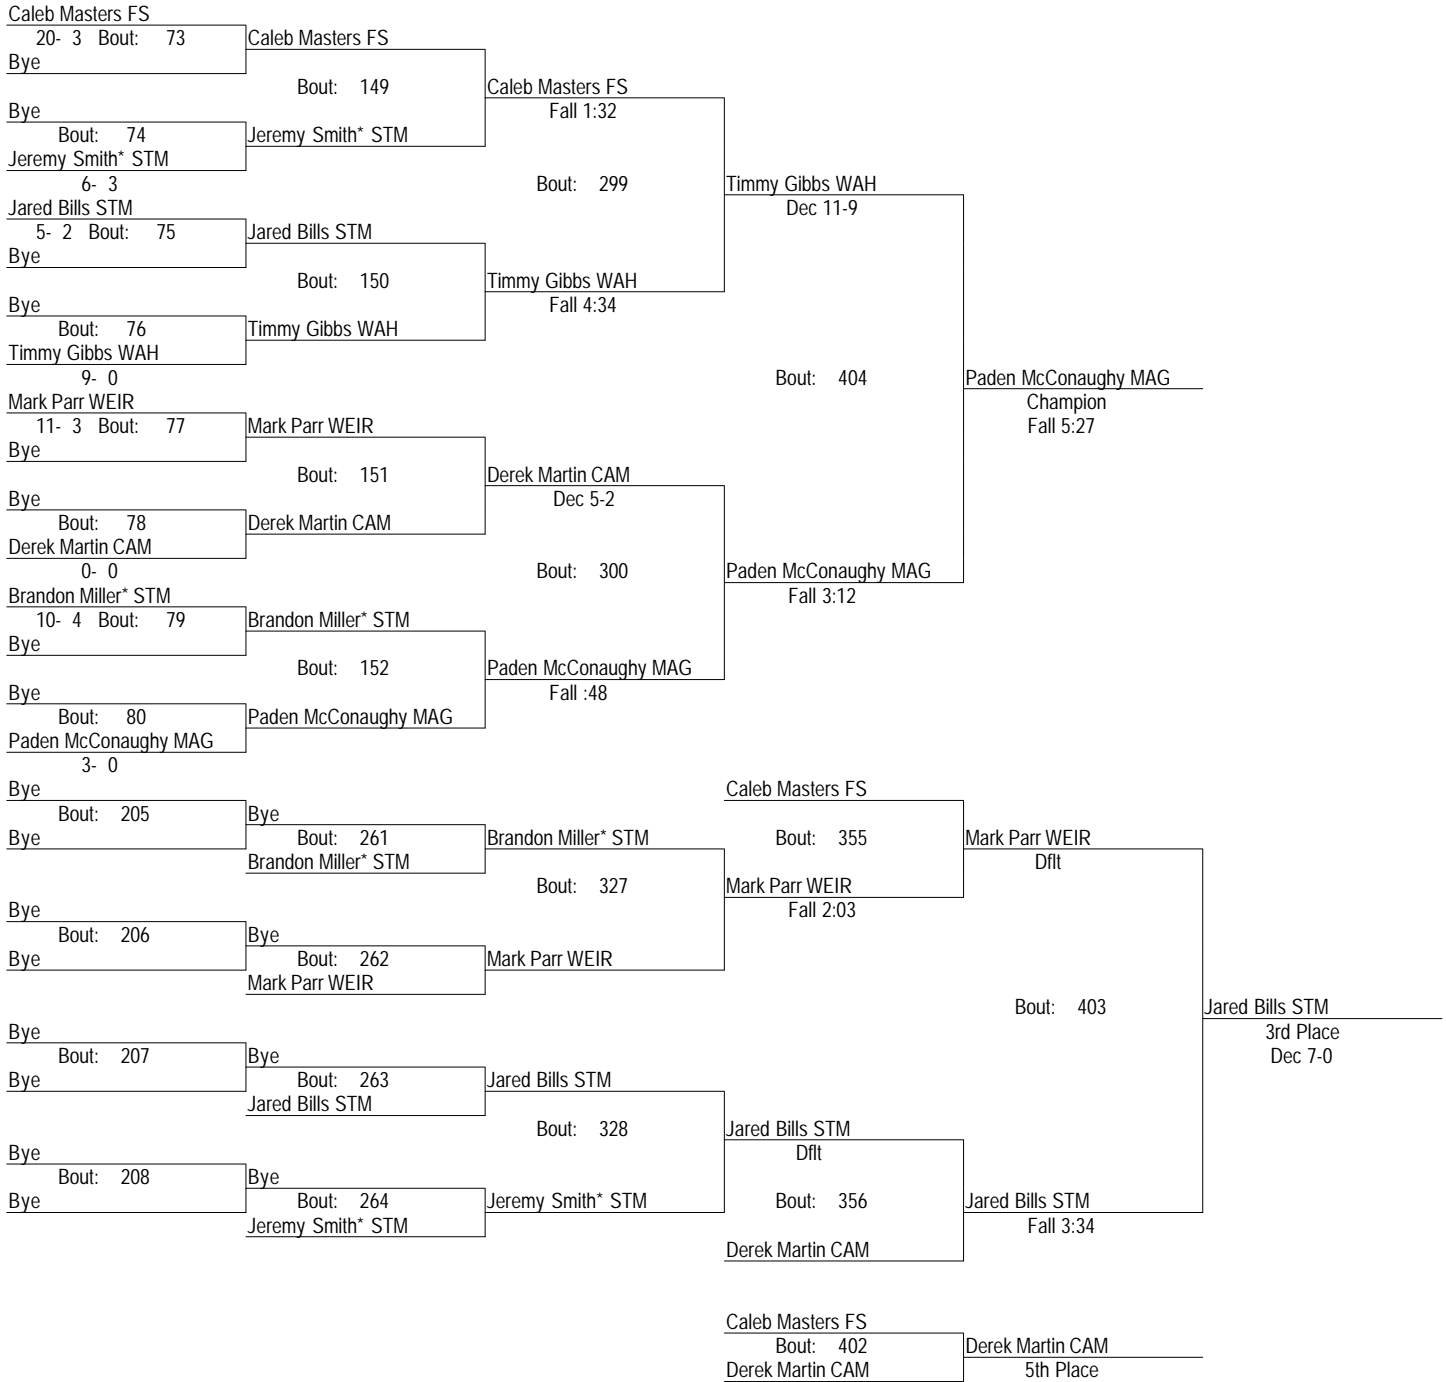 Caleb Masters FS
20- 3 Bout: 73
Caleb Masters FS
Bye
Bout: 149
Caleb Masters FS
Bye
Fall 1:32
Bout: 74
Jeremy Smith* STM
Jeremy Smith* STM
6- 3
Bout: 299
Timmy Gibbs WAH
Jared Bills STM
Dec 11-9
5- 2 Bout: 75
Jared Bills STM
Bye
Bout: 150
Timmy Gibbs WAH
Bye
Fall 4:34
Bout: 76
Timmy Gibbs WAH
Timmy Gibbs WAH
9- 0
Bout: 404
Paden McConaughy MAG
Mark Parr WEIR
Champion
11- 3 Bout: 77
Mark Parr WEIR
Fall 5:27
Bye
Bout: 151
Derek Martin CAM
Bye
Dec 5-2
Bout: 78
Derek Martin CAM
Derek Martin CAM
0- 0
Bout: 300
Paden McConaughy MAG
Brandon Miller* STM
Fall 3:12
10- 4 Bout: 79
Brandon Miller* STM
Bye
Bout: 152
Paden McConaughy MAG
Bye
Fall :48
Bout: 80
Paden McConaughy MAG
Paden McConaughy MAG
3- 0
Bye
Caleb Masters FS
Bout: 205
Bye
Bye
Bout: 261
Brandon Miller* STM
Bout: 355
Mark Parr WEIR
Brandon Miller* STM
Dflt
Bout: 327
Mark Parr WEIR
Bye
Fall 2:03
Bout: 206
Bye
Bye
Bout: 262
Mark Parr WEIR
Mark Parr WEIR
Bout: 403
Jared Bills STM
Bye
3rd Place
Bout: 207
Bye
Dec 7-0
Bye
Bout: 263
Jared Bills STM
Jared Bills STM
Bout: 328
Jared Bills STM
Bye
Dflt
Bout: 208
Bye
Bye
Bout: 264
Jeremy Smith* STM
Bout: 356
Jared Bills STM
Jeremy Smith* STM
Fall 3:34
Derek Martin CAM
Caleb Masters FS
Bout: 402
Derek Martin CAM
Derek Martin CAM
5th Place